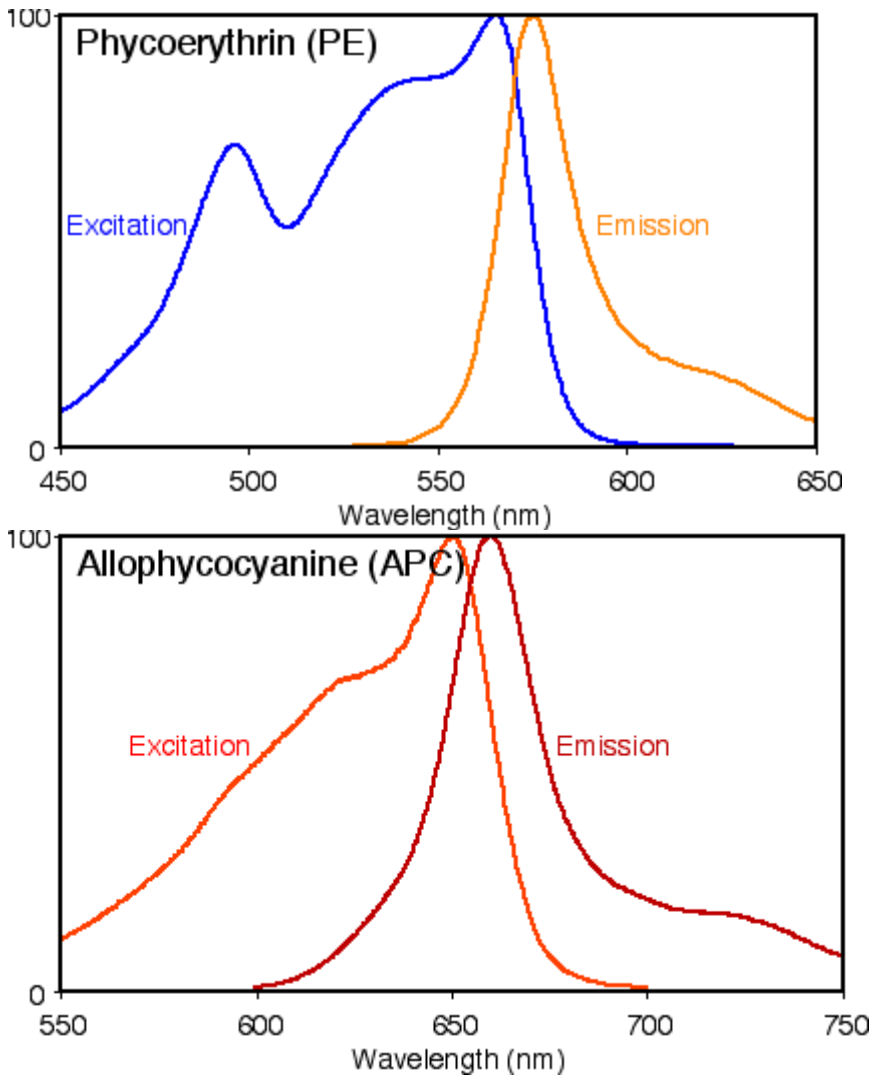 100
Phycoerythrin (PE)
Excitation
Emission
0
450 500 550 600 650
Wavelength (nm)
100
Allophycocyanine (APC)
Excitation
Emission
0
550 600 650 700 750
Wavelength (nm)